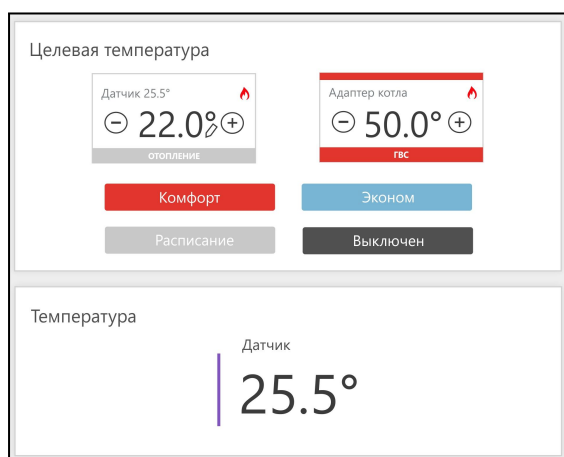 Целевая температура
Датчик 25.5°
22.0°
ОТОПЛЕНИЕ
Адаптер котла
50.0°
ГВС
Комфорт
Эконом
Расписание
Выключен
Температура
Датчик
25.5°